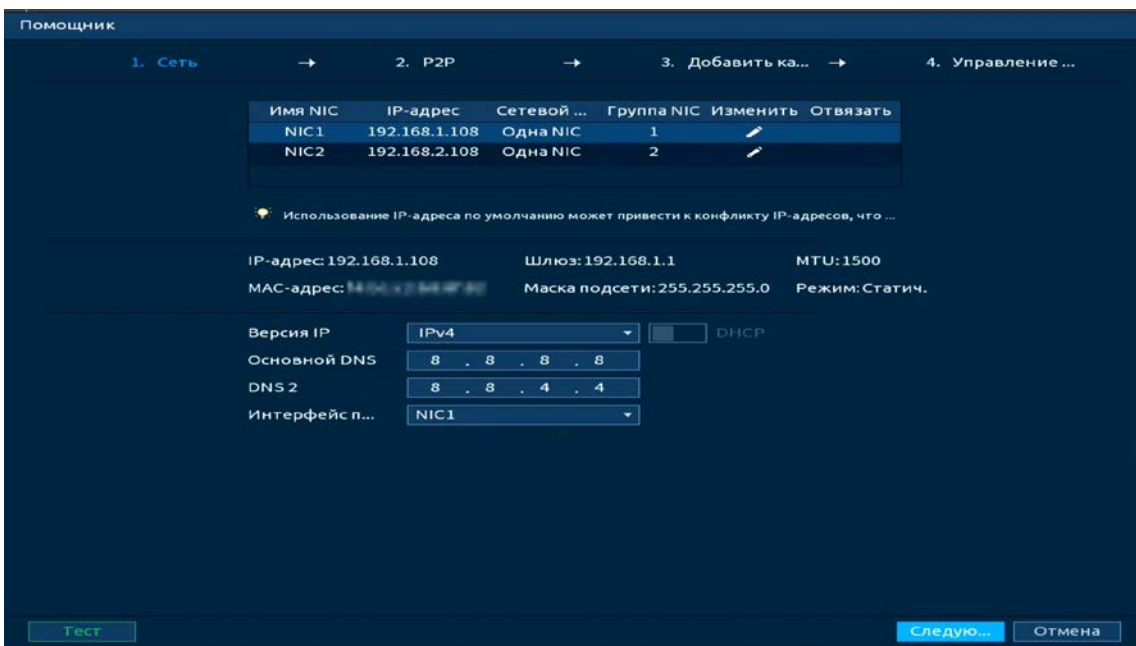 Помощник
1. Сеть → 2. P2P → 3. Добавить ка... → 4. Управление ...
Имя NIC IP-адрес Сетевой ... Группа NIC Изменить Отвязать
NIC1 192.168.1.108 Одна NIC 1
NIC2 192.168.2.108 Одна NIC 2
Использование IP-адреса по умолчанию может привести к конфликту IP-адресов, что ...
IP-адрес:192.168.1.108 Шлюз:192.168.1.1 MTU:1500
MAC-адрес: Маска подсети:255.255.255.0 Режим:Статич.
Версия IP IPv4 DHCP
Основной DNS 8 . 8 . 8 . 8
DNS 2 8 . 8 . 4 . 4
Интерфейс п... NIC1
Тест Следую... Отмена